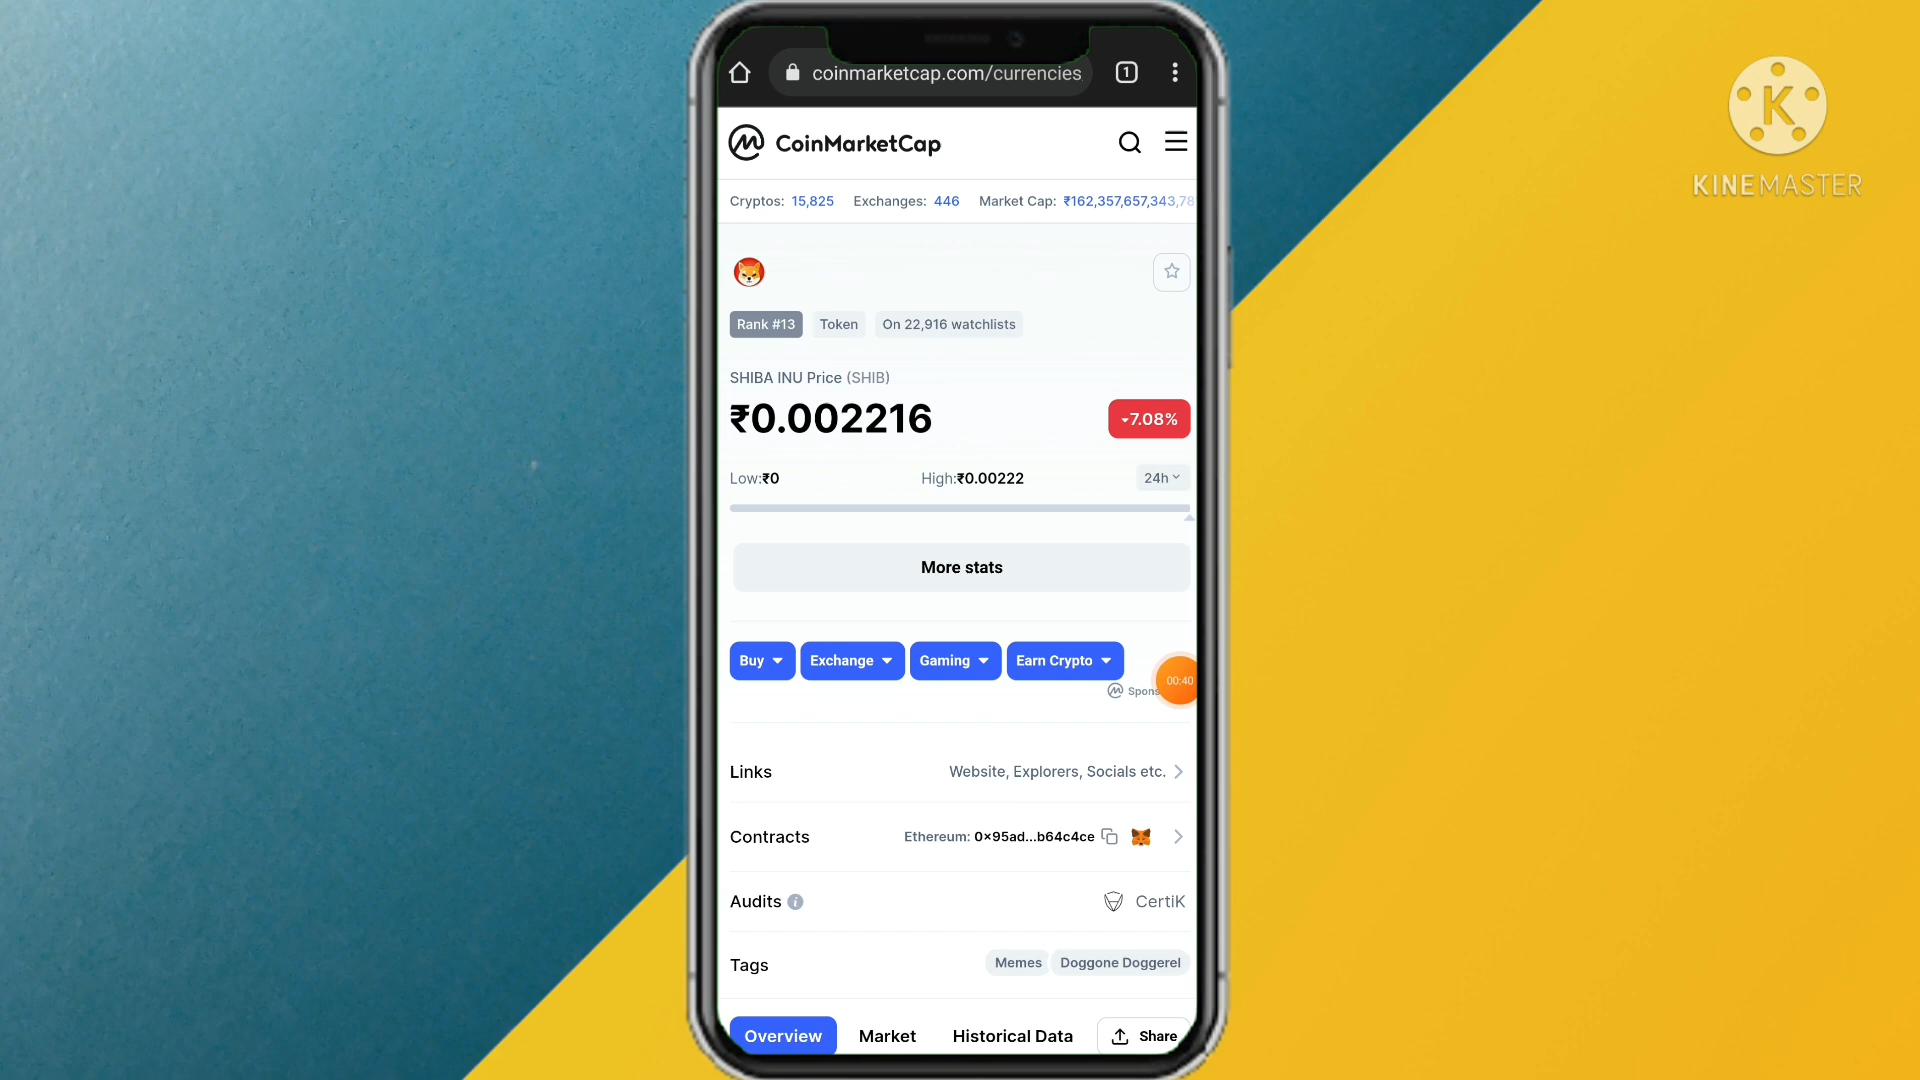 coinmarketcap.com/currencies
1
CoinMarketCap
Cryptos: 15,825 Exchanges: 446 Market Cap: ₹162,357,657,343,78
Rank #13 Token On 22,916 watchlists
SHIBA INU Price (SHIB)
₹0.002216 7.08%
Low:₹0 High:₹0.00222 24h
More stats
Buy Exchange Gaming Earn Crypto
Spons
00:40
Links Website, Explorers, Socials etc.
Contracts Ethereum: 0x95ad...b64c4ce
Audits i CertiK
Tags Memes Doggone Doggerel
Overview Market Historical Data Share
K
KINEMASTER